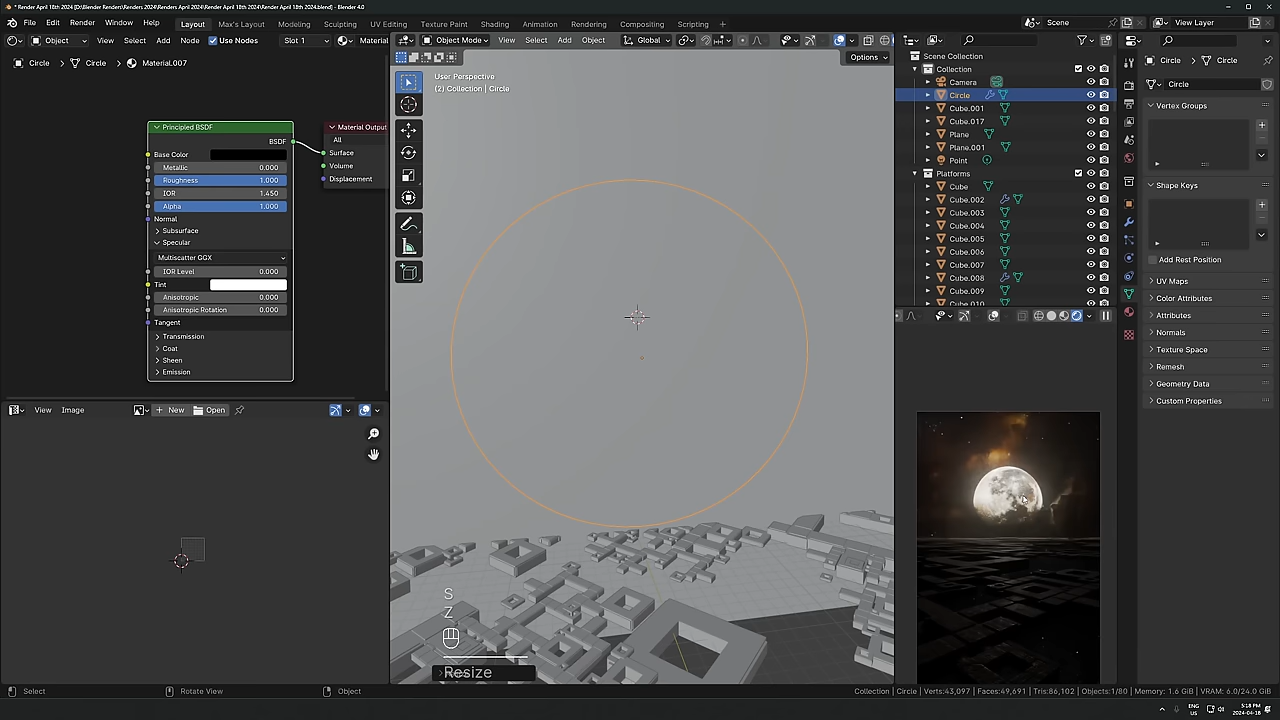 * Render April 18th 2024 [D:\Blender Renders\Renders 2024\Renders April 2024\Render April 18th 2024.blend] - Blender 4.0
File Edit Render Window Help Layout Max's Layout Modeling Sculpting UV Editing Texture Paint Shading Animation Rendering Compositing Scripting + Scene View Layer
Object View Select Add Node Use Nodes Slot 1 Material
Object Mode View Select Add Object Global
Options
Circle > Circle > Material.007
User Perspective
(2) Collection | Circle
Principled BSDF
BSDF
Base Color
Metallic 0.000
Roughness 1.000
IOR 1.450
Alpha 1.000
Normal
Subsurface
Specular
Multiscatter GGX
IOR Level 0.000
Tint
Anisotropic 0.000
Anisotropic Rotation 0.000
Tangent
Transmission
Coat
Sheen
Emission
Material Output
All
Surface
Volume
Displacement
View Image New Open
S
Z
Resize
Scene Collection
Collection
Camera
Circle
Cube.001
Cube.017
Plane
Plane.001
Point
Platforms
Cube
Cube.002
Cube.003
Cube.004
Cube.005
Cube.006
Cube.007
Cube.008
Cube.009
Cube.010
Circle > Circle
Circle
Vertex Groups
Shape Keys
Add Rest Position
UV Maps
Color Attributes
Attributes
Normals
Texture Space
Remesh
Geometry Data
Custom Properties
Select Rotate View Object
Collection | Circle | Verts:43,097 | Faces:49,691 | Tris:86,102 | Objects:1/80 | Memory: 1.6 GiB | VRAM: 6.0/24.0 GiB
ENG
US
5:18 PM
2024-04-18